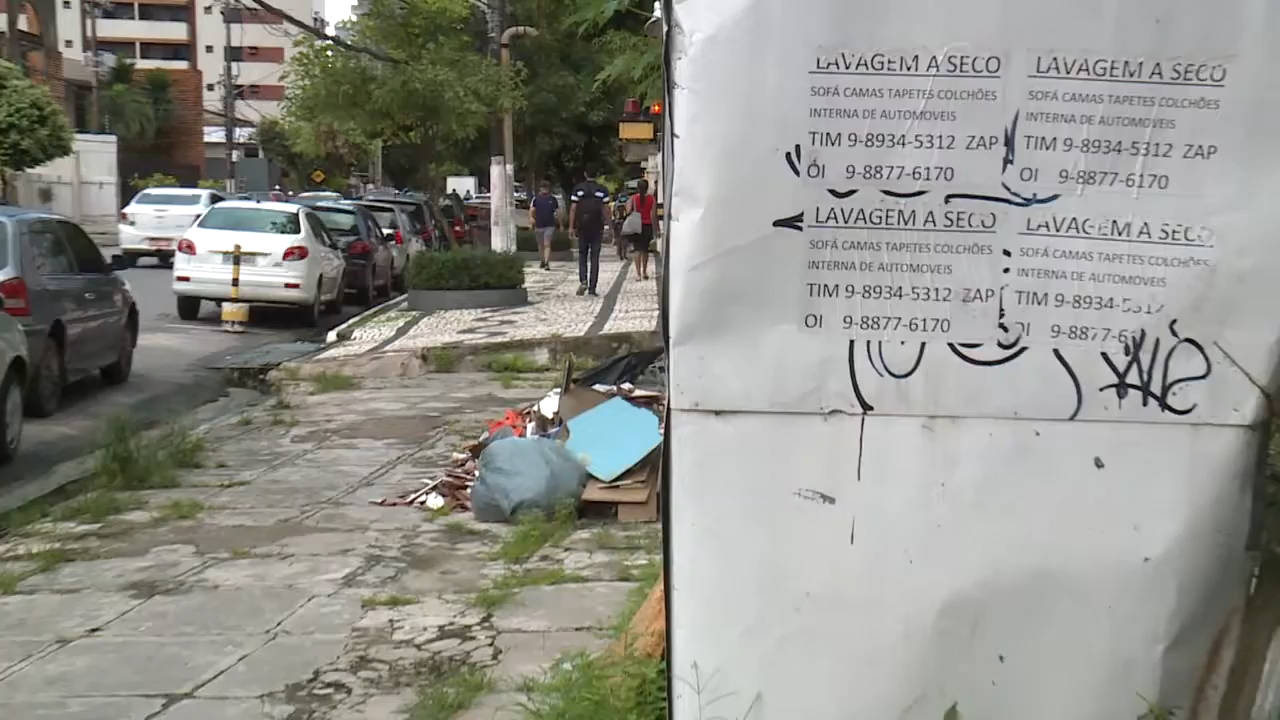 LAVAGEM A SECO
SOFÁ CAMAS TAPETES COLCHÕES
INTERNA DE AUTOMOVEIS
TIM 9-8934-5312 ZAP
OI 9-8877-6170
LAVAGEM A SECO
SOFÁ CAMAS TAPETES COLCHÕES
INTERNA DE AUTOMOVEIS
TIM 9-8934-5312 ZAP
OI 9-8877-6170
LAVAGEM A SECO
SOFÁ CAMAS TAPETES COLCHÕES
INTERNA DE AUTOMOVEIS
TIM 9-8934-5312 ZAP
OI 9-8877-6170
LAVAGEM A SECO
SOFÁ CAMAS TAPETES COLCHÕES
INTERNA DE AUTOMOVEIS
TIM
OI